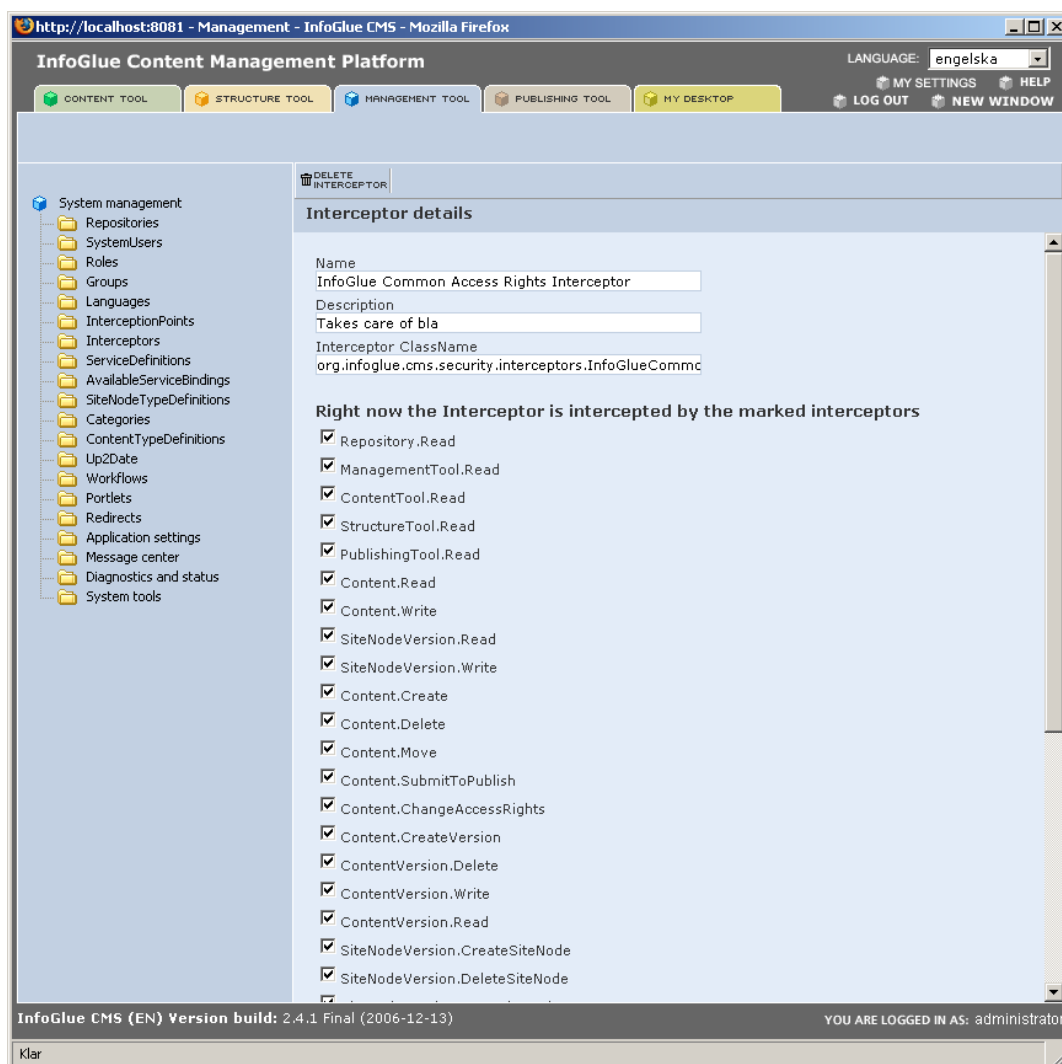 http://localhost:8081 - Management - InfoGlue CMS - Mozilla Firefox
InfoGlue Content Management Platform
LANGUAGE: engelska
MY SETTINGS HELP
LOG OUT NEW WINDOW
CONTENT TOOL STRUCTURE TOOL MANAGEMENT TOOL PUBLISHING TOOL MY DESKTOP
System management
Repositories
SystemUsers
Roles
Groups
Languages
InterceptionPoints
Interceptors
ServiceDefinitions
AvailableServiceBindings
SiteNodeTypeDefinitions
Categories
ContentTypeDefinitions
Up2Date
Workflows
Portlets
Redirects
Application settings
Message center
Diagnostics and status
System tools
DELETE
INTERCEPTOR
Interceptor details
Name
InfoGlue Common Access Rights Interceptor
Description
Takes care of bla
Interceptor ClassName
org.infoglue.cms.security.interceptors.InfoGlueCommo
Right now the Interceptor is intercepted by the marked interceptors
Repository.Read
ManagementTool.Read
ContentTool.Read
StructureTool.Read
PublishingTool.Read
Content.Read
Content.Write
SiteNodeVersion.Read
SiteNodeVersion.Write
Content.Create
Content.Delete
Content.Move
Content.SubmitToPublish
Content.ChangeAccessRights
Content.CreateVersion
ContentVersion.Delete
ContentVersion.Write
ContentVersion.Read
SiteNodeVersion.CreateSiteNode
SiteNodeVersion.DeleteSiteNode
InfoGlue CMS (EN) Version build: 2.4.1 Final (2006-12-13)
YOU ARE LOGGED IN AS: administrator
Klar